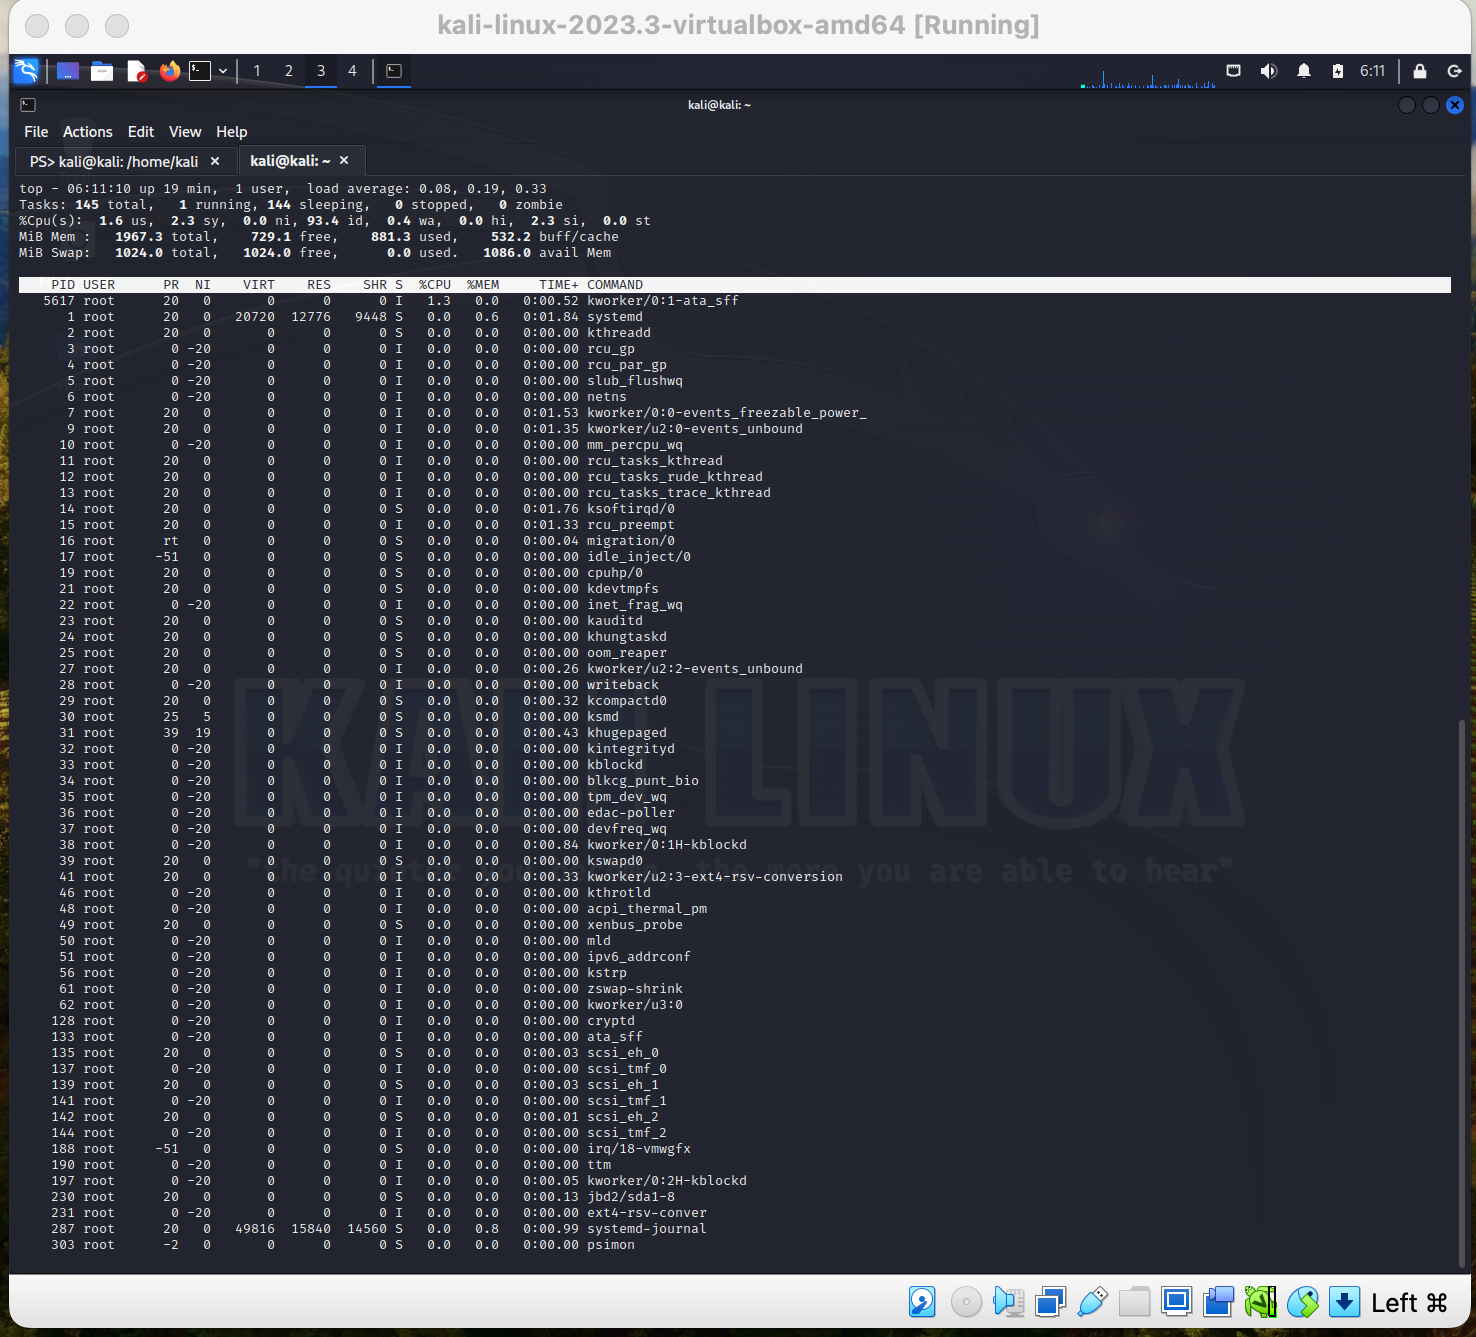 kali-linux-2023.3-virtualbox-amd64 [Running]
1 2 3 4 6:11
kali@kali: ~
File Actions Edit View Help
PS> kali@kali: /home/kali × kali@kali: ~ ×
top - 06:11:10 up 19 min,  1 user,  load average: 0.08, 0.19, 0.33
Tasks: 145 total,   1 running, 144 sleeping,   0 stopped,   0 zombie
%Cpu(s):  1.6 us,  2.3 sy,  0.0 ni, 93.4 id,  0.4 wa,  0.0 hi,  2.3 si,  0.0 st
MiB Mem :   1967.3 total,    729.1 free,    881.3 used,    532.2 buff/cache
MiB Swap:   1024.0 total,   1024.0 free,      0.0 used.   1086.0 avail Mem
PID USER PR NI VIRT RES SHR S %CPU %MEM TIME+ COMMAND
5617 root 20 0 0 0 0 I 1.3 0.0 0:00.52 kworker/0:1-ata_sff
1 root 20 0 20720 12776 9448 S 0.0 0.6 0:01.84 systemd
2 root 20 0 0 0 0 S 0.0 0.0 0:00.00 kthreadd
3 root 0 -20 0 0 0 I 0.0 0.0 0:00.00 rcu_gp
4 root 0 -20 0 0 0 I 0.0 0.0 0:00.00 rcu_par_gp
5 root 0 -20 0 0 0 I 0.0 0.0 0:00.00 slub_flushwq
6 root 0 -20 0 0 0 I 0.0 0.0 0:00.00 netns
7 root 20 0 0 0 0 I 0.0 0.0 0:01.53 kworker/0:0-events_freezable_power_
9 root 20 0 0 0 0 I 0.0 0.0 0:01.35 kworker/u2:0-events_unbound
10 root 0 -20 0 0 0 I 0.0 0.0 0:00.00 mm_percpu_wq
11 root 20 0 0 0 0 I 0.0 0.0 0:00.00 rcu_tasks_kthread
12 root 20 0 0 0 0 I 0.0 0.0 0:00.00 rcu_tasks_rude_kthread
13 root 20 0 0 0 0 I 0.0 0.0 0:00.00 rcu_tasks_trace_kthread
14 root 20 0 0 0 0 S 0.0 0.0 0:01.76 ksoftirqd/0
15 root 20 0 0 0 0 I 0.0 0.0 0:01.33 rcu_preempt
16 root rt 0 0 0 0 S 0.0 0.0 0:00.04 migration/0
17 root -51 0 0 0 0 S 0.0 0.0 0:00.00 idle_inject/0
19 root 20 0 0 0 0 S 0.0 0.0 0:00.00 cpuhp/0
21 root 20 0 0 0 0 S 0.0 0.0 0:00.00 kdevtmpfs
22 root 0 -20 0 0 0 I 0.0 0.0 0:00.00 inet_frag_wq
23 root 20 0 0 0 0 S 0.0 0.0 0:00.00 kauditd
24 root 20 0 0 0 0 S 0.0 0.0 0:00.00 khungtaskd
25 root 20 0 0 0 0 S 0.0 0.0 0:00.00 oom_reaper
27 root 20 0 0 0 0 I 0.0 0.0 0:00.26 kworker/u2:2-events_unbound
28 root 0 -20 0 0 0 I 0.0 0.0 0:00.00 writeback
29 root 20 0 0 0 0 S 0.0 0.0 0:00.32 kcompactd0
30 root 25 5 0 0 0 S 0.0 0.0 0:00.00 ksmd
31 root 39 19 0 0 0 S 0.0 0.0 0:00.43 khugepaged
32 root 0 -20 0 0 0 I 0.0 0.0 0:00.00 kintegrityd
33 root 0 -20 0 0 0 I 0.0 0.0 0:00.00 kblockd
34 root 0 -20 0 0 0 I 0.0 0.0 0:00.00 blkcg_punt_bio
35 root 0 -20 0 0 0 I 0.0 0.0 0:00.00 tpm_dev_wq
36 root 0 -20 0 0 0 I 0.0 0.0 0:00.00 edac-poller
37 root 0 -20 0 0 0 I 0.0 0.0 0:00.00 devfreq_wq
38 root 0 -20 0 0 0 I 0.0 0.0 0:00.84 kworker/0:1H-kblockd
39 root 20 0 0 0 0 S 0.0 0.0 0:00.00 kswapd0
41 root 20 0 0 0 0 I 0.0 0.0 0:00.33 kworker/u2:3-ext4-rsv-conversion
46 root 0 -20 0 0 0 I 0.0 0.0 0:00.00 kthrotld
48 root 0 -20 0 0 0 I 0.0 0.0 0:00.00 acpi_thermal_pm
49 root 20 0 0 0 0 S 0.0 0.0 0:00.00 xenbus_probe
50 root 0 -20 0 0 0 I 0.0 0.0 0:00.00 mld
51 root 0 -20 0 0 0 I 0.0 0.0 0:00.00 ipv6_addrconf
56 root 0 -20 0 0 0 I 0.0 0.0 0:00.00 kstrp
61 root 0 -20 0 0 0 I 0.0 0.0 0:00.00 zswap-shrink
62 root 0 -20 0 0 0 I 0.0 0.0 0:00.00 kworker/u3:0
128 root 0 -20 0 0 0 I 0.0 0.0 0:00.00 cryptd
133 root 0 -20 0 0 0 I 0.0 0.0 0:00.00 ata_sff
135 root 20 0 0 0 0 S 0.0 0.0 0:00.03 scsi_eh_0
137 root 0 -20 0 0 0 I 0.0 0.0 0:00.00 scsi_tmf_0
139 root 20 0 0 0 0 S 0.0 0.0 0:00.03 scsi_eh_1
141 root 0 -20 0 0 0 I 0.0 0.0 0:00.00 scsi_tmf_1
142 root 20 0 0 0 0 S 0.0 0.0 0:00.01 scsi_eh_2
144 root 0 -20 0 0 0 I 0.0 0.0 0:00.00 scsi_tmf_2
188 root -51 0 0 0 0 S 0.0 0.0 0:00.00 irq/18-vmwgfx
190 root 0 -20 0 0 0 I 0.0 0.0 0:00.00 ttm
197 root 0 -20 0 0 0 I 0.0 0.0 0:00.05 kworker/0:2H-kblockd
230 root 20 0 0 0 0 S 0.0 0.0 0:00.13 jbd2/sda1-8
231 root 0 -20 0 0 0 I 0.0 0.0 0:00.00 ext4-rsv-conver
287 root 20 0 49816 15840 14560 S 0.0 0.8 0:00.99 systemd-journal
303 root -2 0 0 0 0 S 0.0 0.0 0:00.00 psimon
KALI LINUX
the more you are able to hear"
Left ⌘